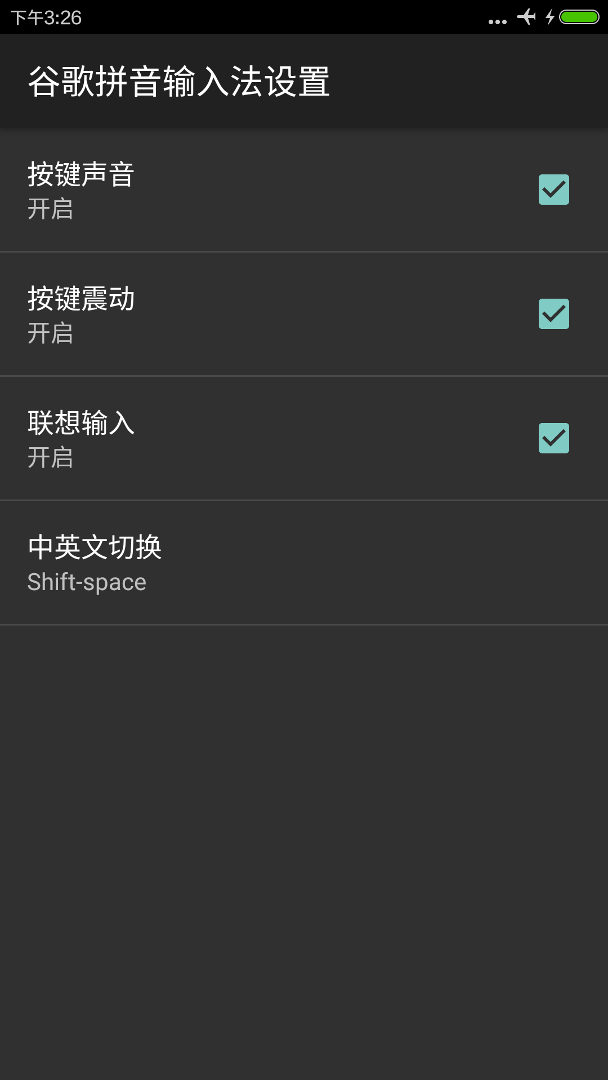 下午3:26
谷歌拼音输入法设置
按键声音
开启
按键震动
开启
联想输入
开启
中英文切换
Shift-space